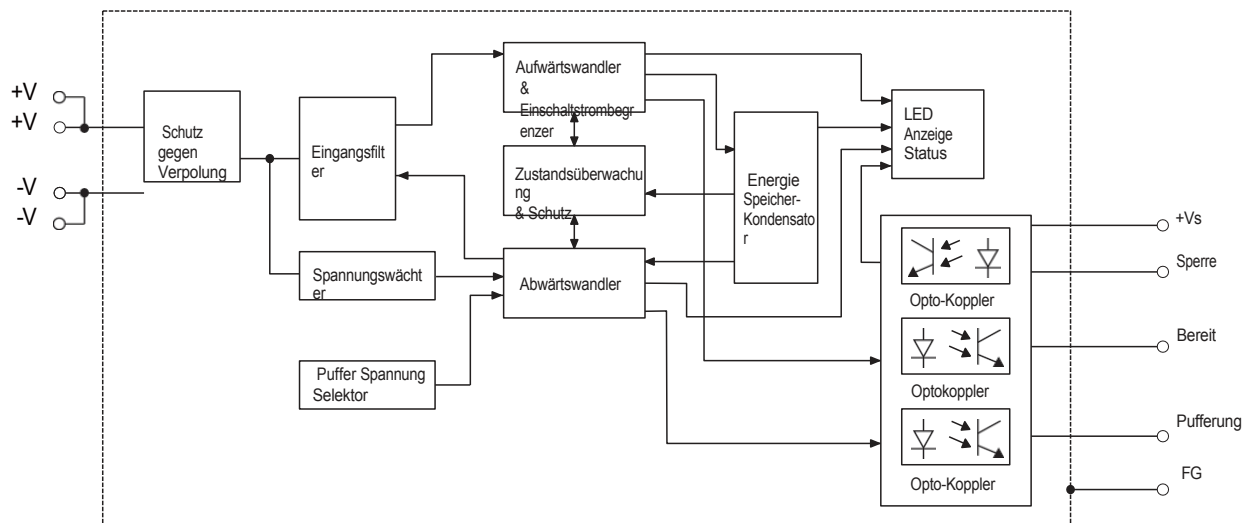 +V
+V
-V
-V
Schutz
gegen
Verpolung
Eingangsfilt
er
Spannungswächt
er
Puffer Spannung
Selektor
Aufwärtswandler
&
Einschaltstrombegr
enzer
Zustandsüberwachu
ng
& Schutz
Abwärtswandler
Energie
Speicher-
Kondensato
r
LED
Anzeige
Status
Opto-Koppler
Optokoppler
Opto-Koppler
+Vs
Sperre
Bereit
Pufferung
FG